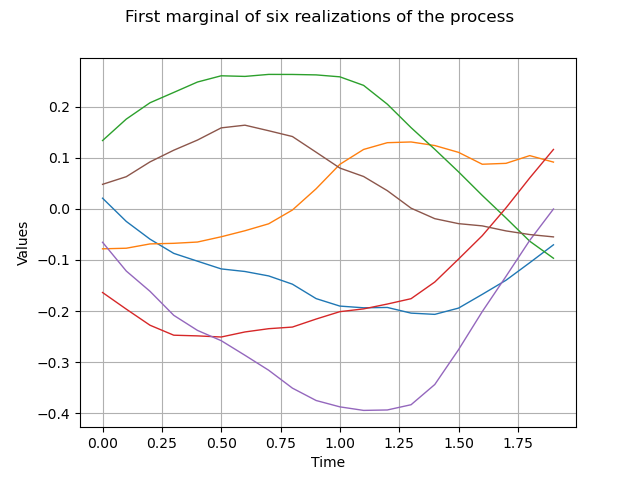 First marginal of six realizations of the process
Values
0.2
0.1
0.0
−0.1
−0.2
−0.3
−0.4
0.00 0.25 0.50 0.75 1.00 1.25 1.50 1.75
Time